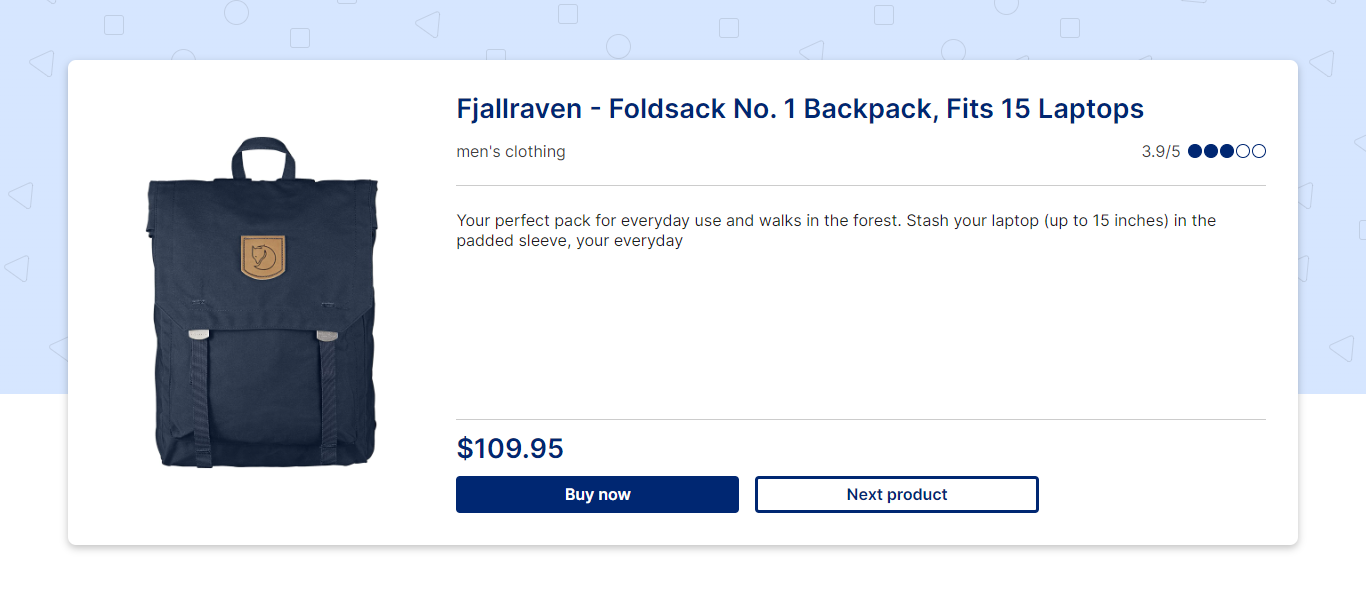 Fjallraven - Foldsack No. 1 Backpack, Fits 15 Laptops
men's clothing
3.9/5
Your perfect pack for everyday use and walks in the forest. Stash your laptop (up to 15 inches) in the
padded sleeve, your everyday
$109.95
Buy now
Next product